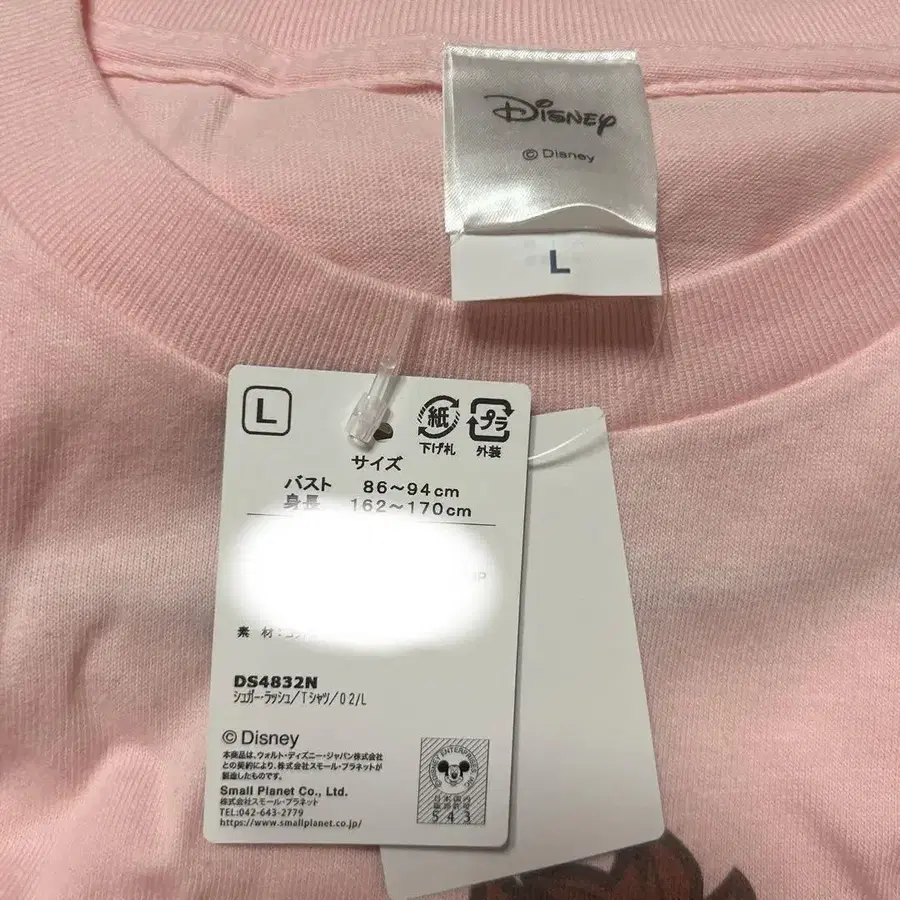 Disney
© Disney
L
L
紙
プラ
下げ札
外装
サイズ
バスト 86～94cm
身長 162～170cm
素 材:
DS4832N
シュガー・ラッシュ/Tシャツ/02/L
© Disney
本商品は、ウォルト・ディズニー・ジャパン株式会社
との契約により、株式会社スモール・プラネットが
製造したものです。
Small Planet Co., Ltd.
株式会社スモール・プラネット
TEL:042-643-2779
https://www.smallplanet.co.jp/
543